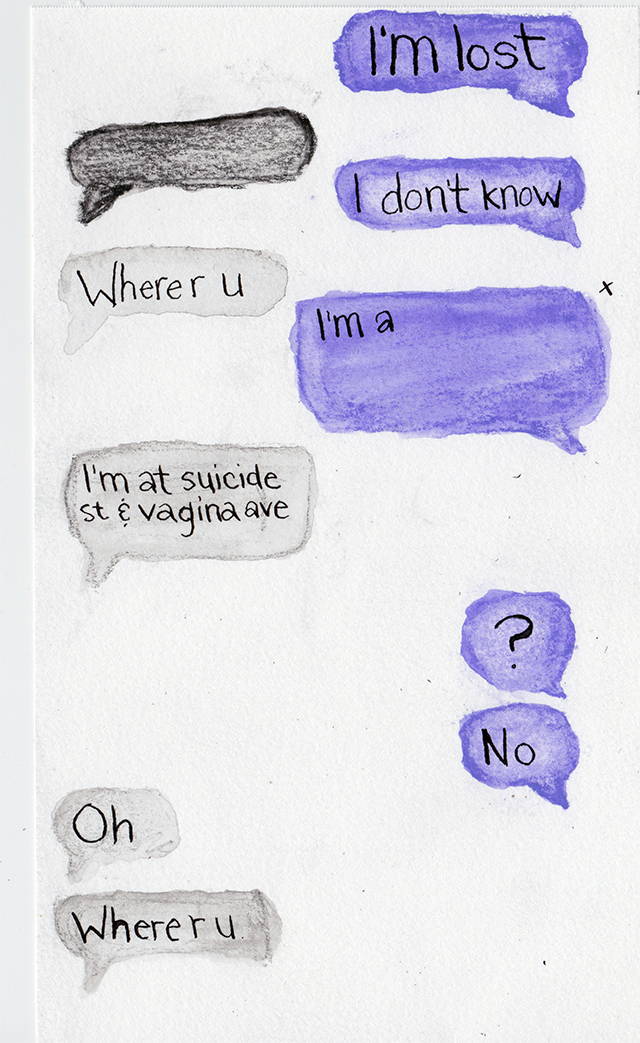 I'm lost
I don't know
Where r u
x
I'm a
I'm at suicide
st & vagina ave
?
No
Oh
Where r u